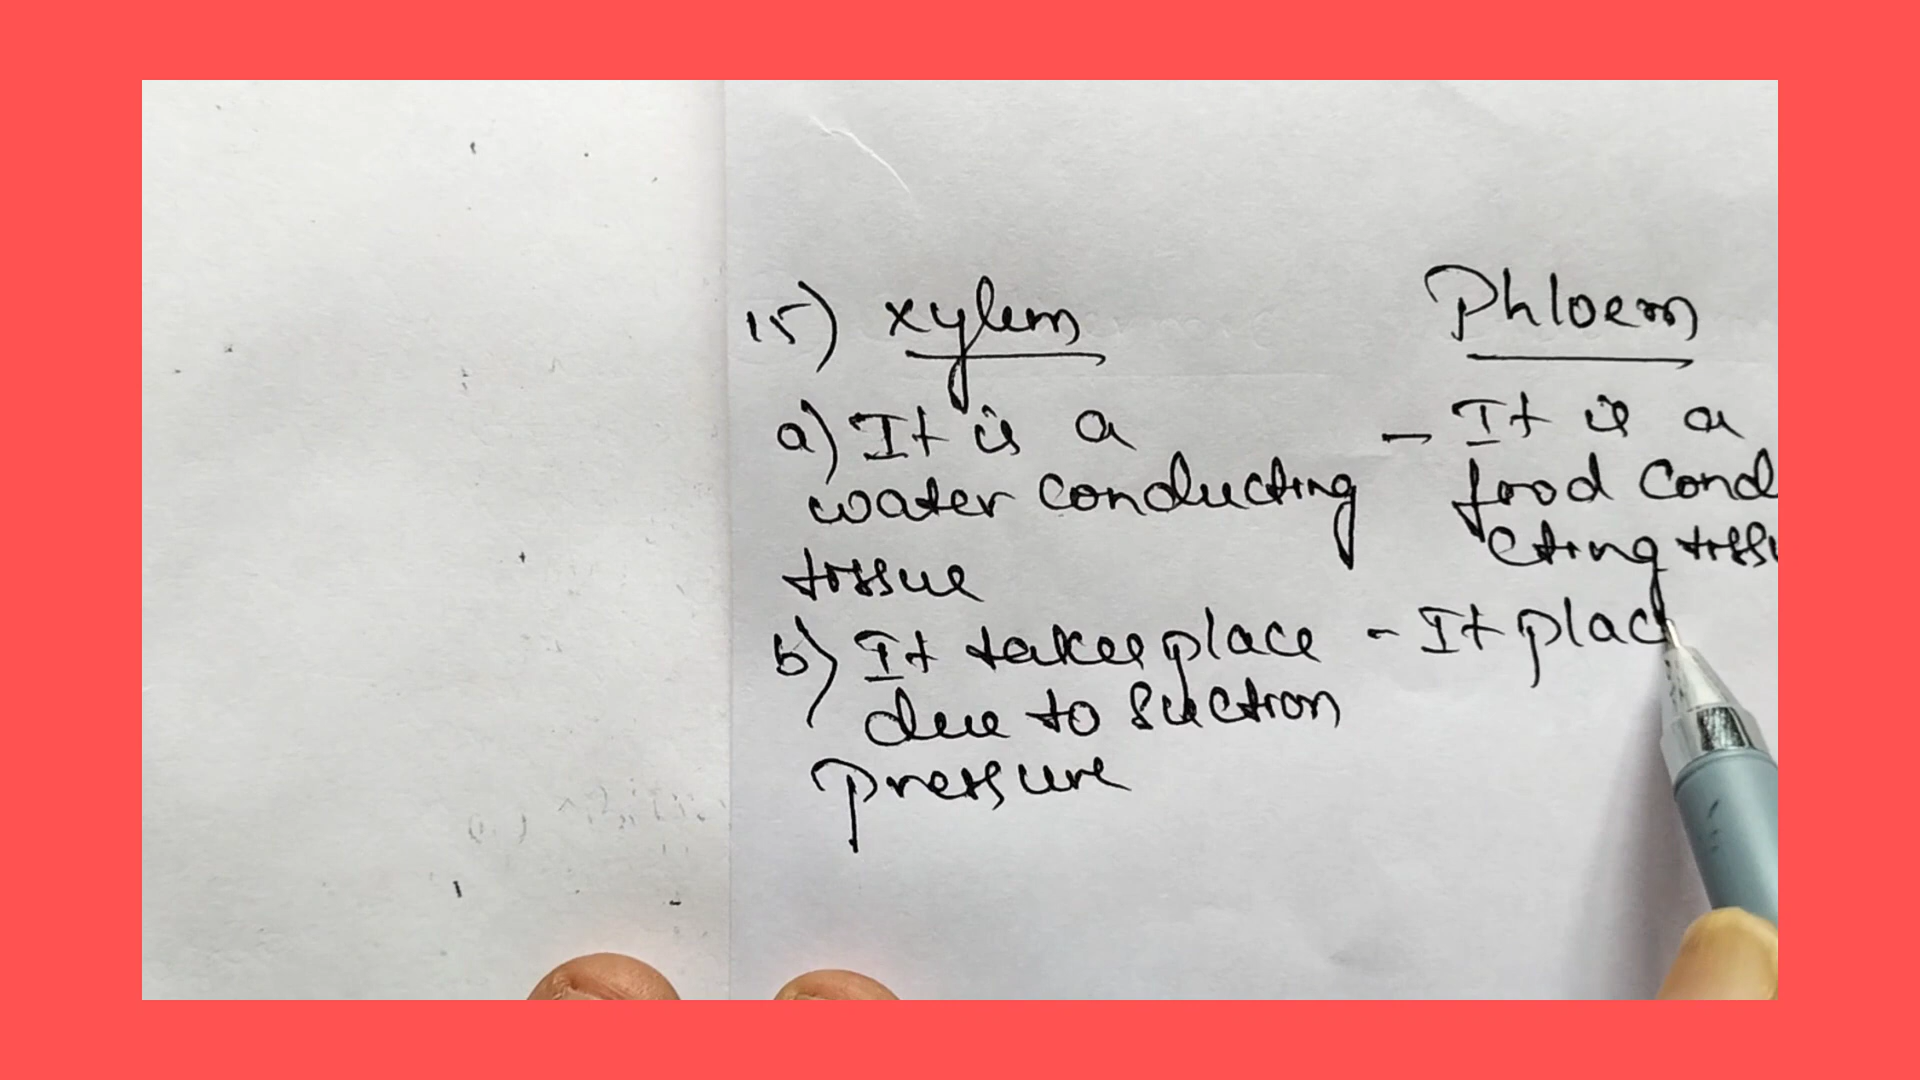 15) xylem
Phloem
a) It is a
water conducting
tissue
- It is a
food cond
cting tissu
b) It takes place
due to suction
pressure
- It plac